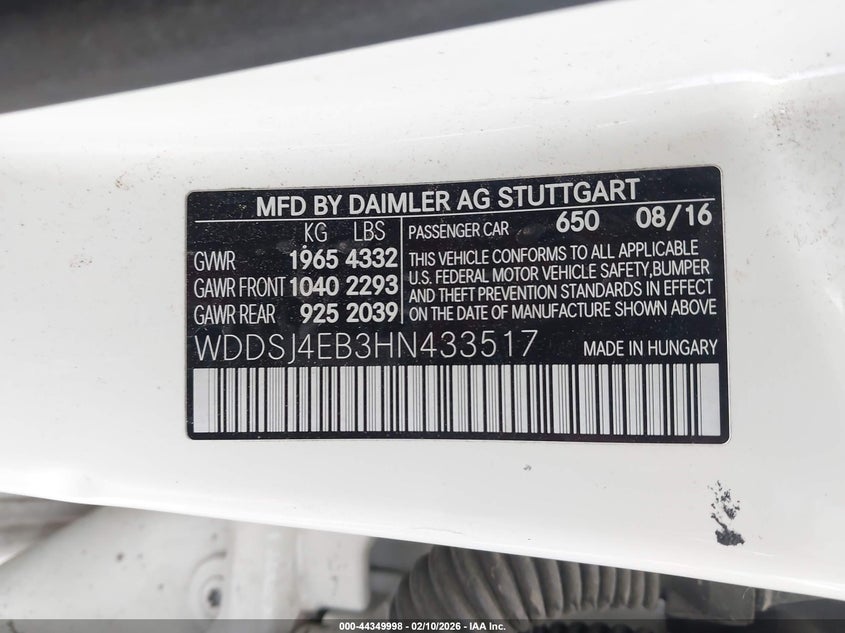 MFD BY DAIMLER AG STUTTGART
KG LBS
GVWR 1965 4332
GAWR FRONT 1040 2293
GAWR REAR 925 2039
PASSENGER CAR 650 08/16
THIS VEHICLE CONFORMS TO ALL APPLICABLE
U.S. FEDERAL MOTOR VEHICLE SAFETY,BUMPER
AND THEFT PREVENTION STANDARDS IN EFFECT
ON THE DATE OF MANUFACTURE SHOWN ABOVE
WDDSJ4EB3HN433517 MADE IN HUNGARY
000-44349998 - 02/10/2026 - IAA Inc.